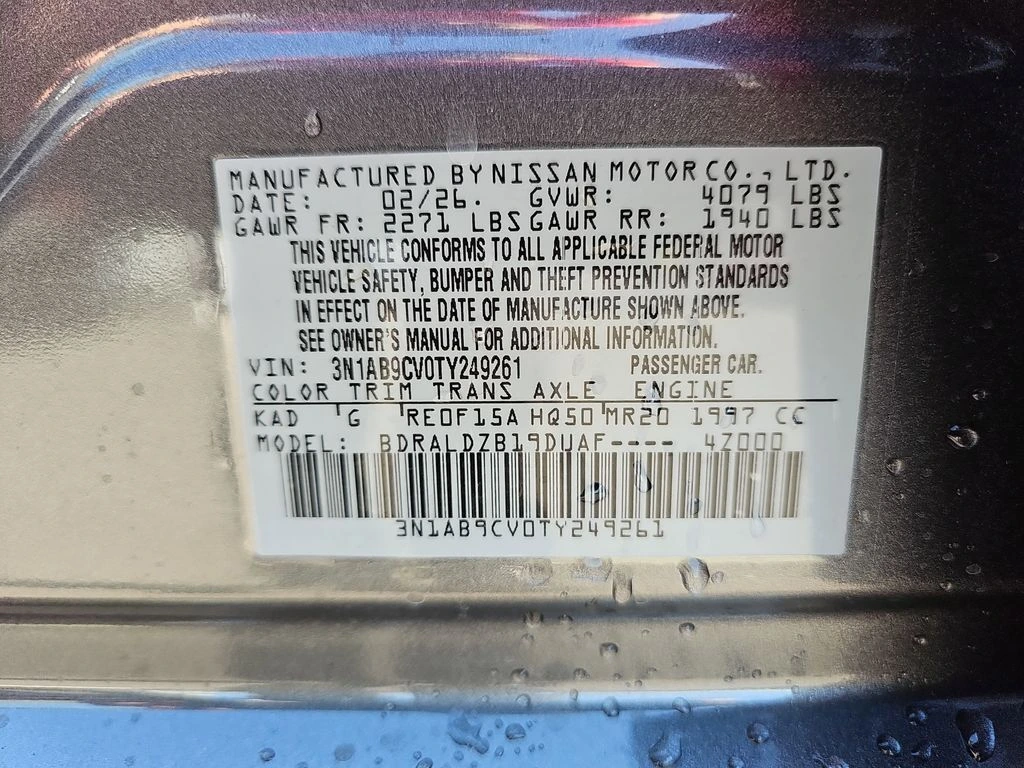 MANUFACTURED BY NISSAN MOTOR CO., LTD.
DATE: 02/26. GVWR: 4079 LBS
GAWR FR: 2271 LBS GAWR RR: 1940 LBS
THIS VEHICLE CONFORMS TO ALL APPLICABLE FEDERAL MOTOR
VEHICLE SAFETY, BUMPER AND THEFT PREVENTION STANDARDS
IN EFFECT ON THE DATE OF MANUFACTURE SHOWN ABOVE.
SEE OWNER'S MANUAL FOR ADDITIONAL INFORMATION.
VIN: 3N1AB9CV0TY249261 PASSENGER CAR.
COLOR TRIM TRANS AXLE ENGINE
KAD 'G 'RE0F15A HQ50'MR20 1997 CC
MODEL: BDRALDZB19DUAF---- 4Z000
3N1AB9CV0TY249261